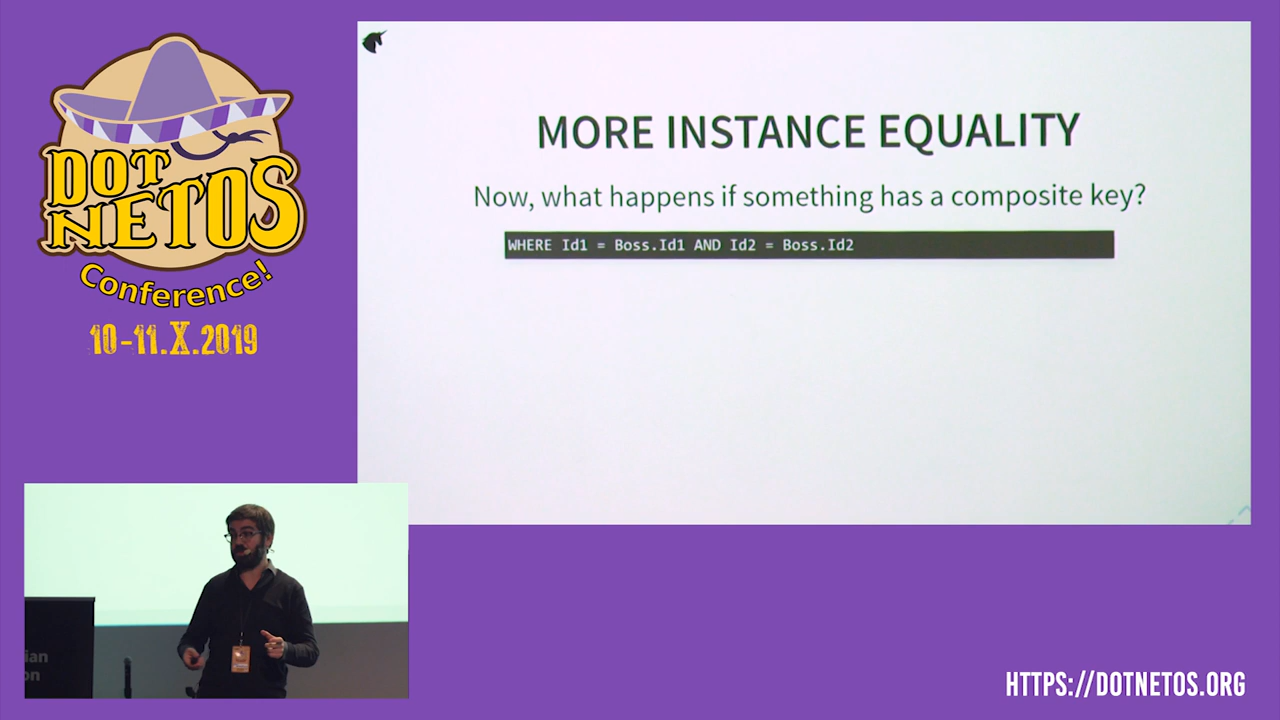 DOT
NETOS
Conference!
10-11.X.2019
MORE INSTANCE EQUALITY
Now, what happens if something has a composite key?
WHERE Id1 = Boss.Id1 AND Id2 = Boss.Id2
HTTPS://DOTNETOS.ORG